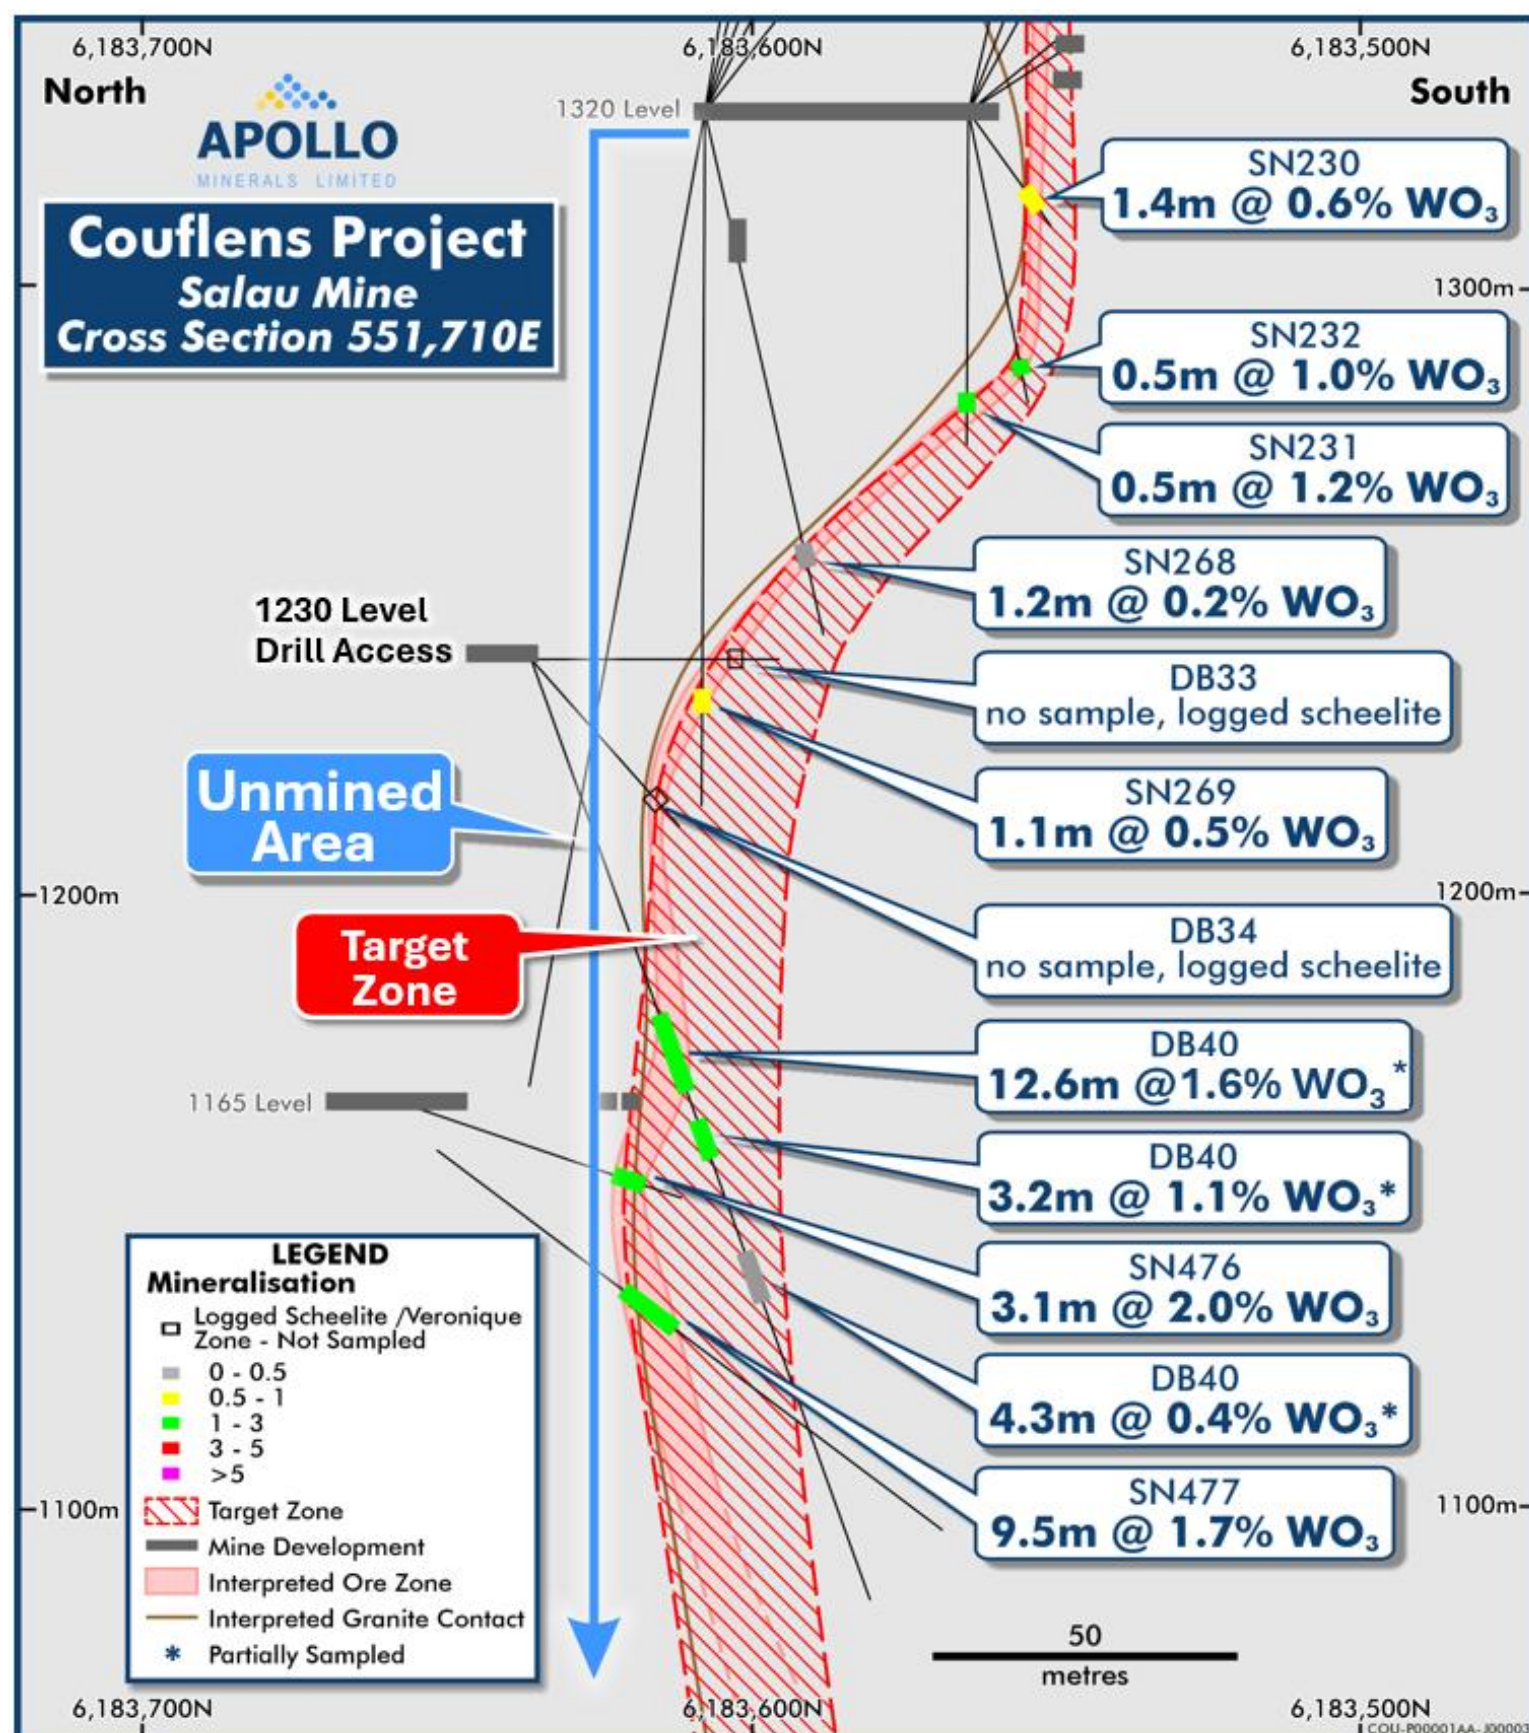 6,183,700N
6,183,600N
6,183,500N
North
South
APOLLO
MINERALS LIMITED
Couflens Project
Salau Mine
Cross Section 551,710E
1320 Level
SN230
1.4m @ 0.6% WO₃
1300m
SN232
0.5m @ 1.0% WO₃
SN231
0.5m @ 1.2% WO₃
SN268
1.2m @ 0.2% WO₃
1230 Level
Drill Access
DB33
no sample, logged scheelite
Unmined
Area
SN269
1.1m @ 0.5% WO₃
1200m
1200m
Target
Zone
DB34
no sample, logged scheelite
DB40
12.6m @1.6% WO₃*
1165 Level
DB40
3.2m @ 1.1% WO₃*
SN476
3.1m @ 2.0% WO₃
DB40
4.3m @ 0.4% WO₃*
SN477
9.5m @ 1.7% WO₃
LEGEND
Mineralisation
Logged Scheelite /Veronique
Zone - Not Sampled
0 - 0.5
0.5 - 1
1 - 3
3 - 5
>5
Target Zone
Mine Development
Interpreted Ore Zone
Interpreted Granite Contact
* Partially Sampled
1100m
1100m
50
metres
6,183,700N
6,183,600N
6,183,500N